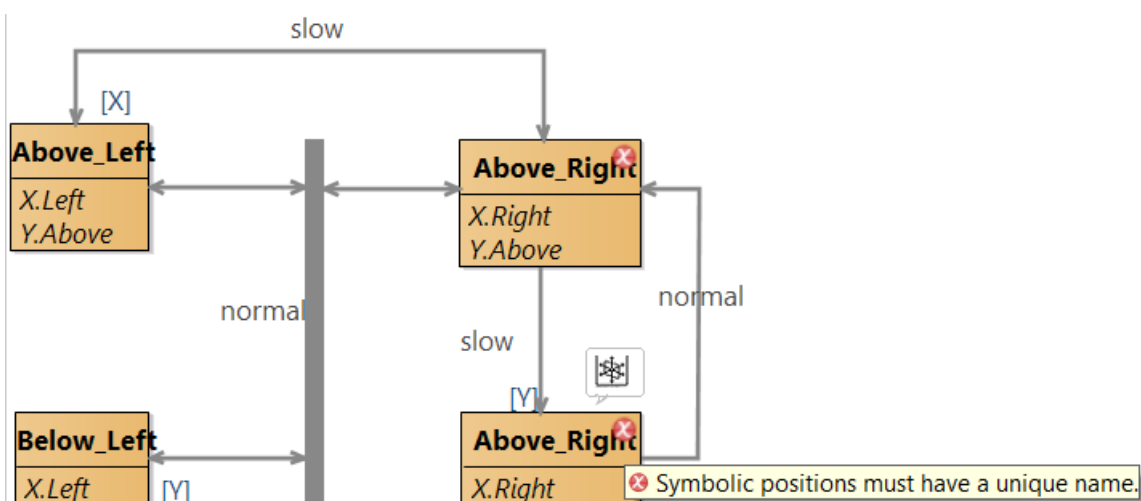 slow
[X]
Above_Left
X.Left
Y.Above
Above_Right
X.Right
Y.Above
normal
normal
slow
[Y]
Below_Left
X.Left
[Y]
Above_Right
X.Right
Symbolic positions must have a unique name.